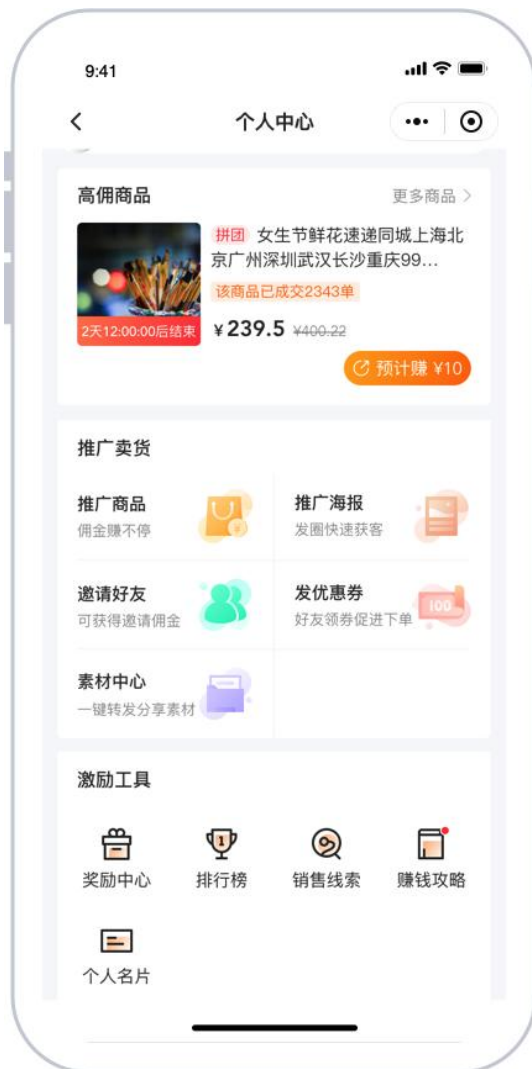 9:41
个人中心
高佣商品
更多商品
拼团 女生节鲜花速递同城上海北
京广州深圳武汉长沙重庆99...
该商品已成交2343单
2天12:00:00后结束
¥239.5 ¥400.22
预计赚 ¥10
推广卖货
推广商品
佣金赚不停
推广海报
发圈快速获客
邀请好友
可获得邀请佣金
发优惠券
好友领券促进下单
100
素材中心
一键转发分享素材
激励工具
1
奖励中心
排行榜
销售线索
赚钱攻略
个人名片